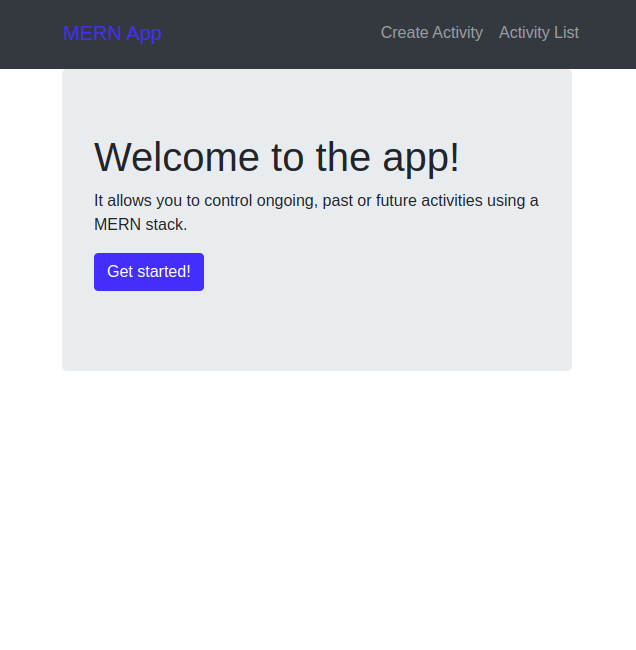 MERN App
Create Activity
Activity List
Welcome to the app!
It allows you to control ongoing, past or future activities using a
MERN stack.
Get started!